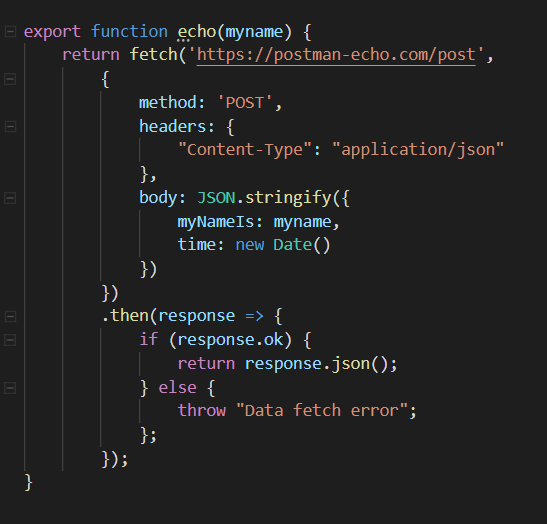 export function echo(myname) {
    return fetch('https://postman-echo.com/post',
        {
            method: 'POST',
            headers: {
                "Content-Type": "application/json"
            },
            body: JSON.stringify({
                myNameIs: myname,
                time: new Date()
            })
        })
        .then(response => {
            if (response.ok) {
                return response.json();
            } else {
                throw "Data fetch error";
            };
        });
}